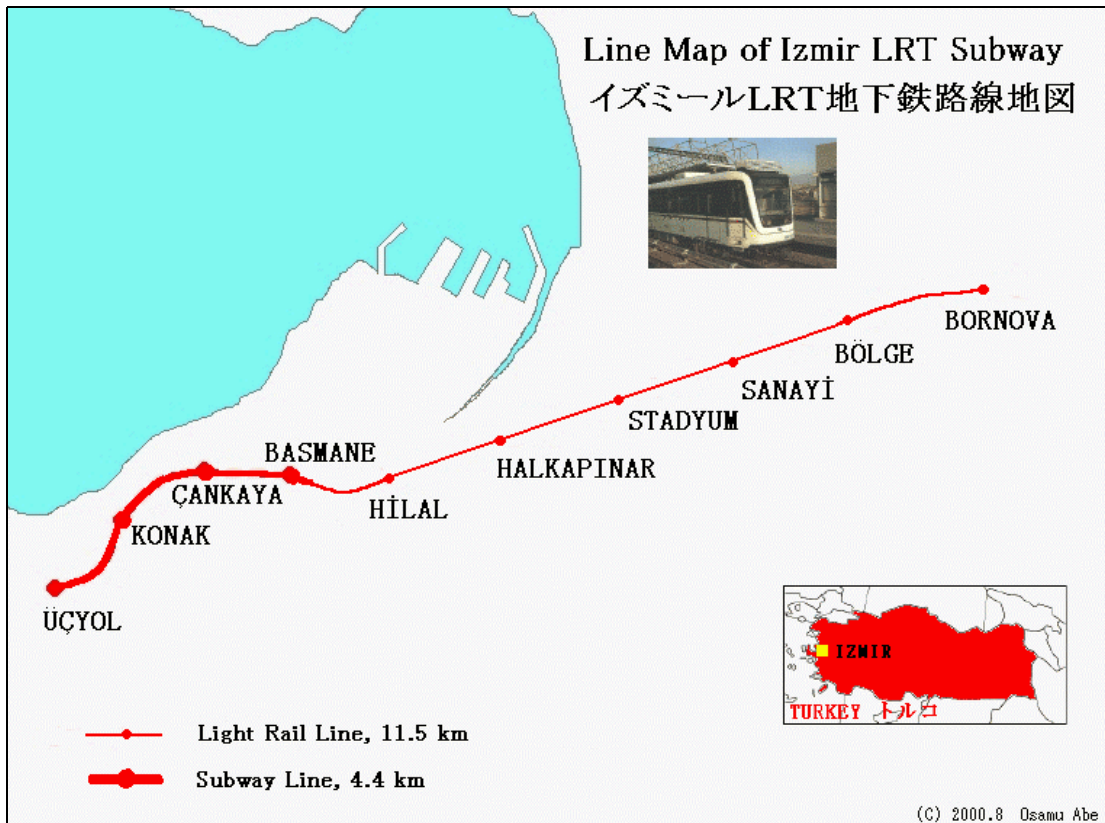 Line Map of Izmir LRT Subway
イズミールLRT地下鉄路線地図
BORNOVA
BÖLGE
SANAYİ
STADYUM
HALKAPINAR
BASMANE
HİLAL
ÇANKAYA
KONAK
ÜÇYOL
IZMIR
TURKEY トルコ
Light Rail Line, 11.5 km
Subway Line, 4.4 km
(C) 2000.8 Osamu Abe